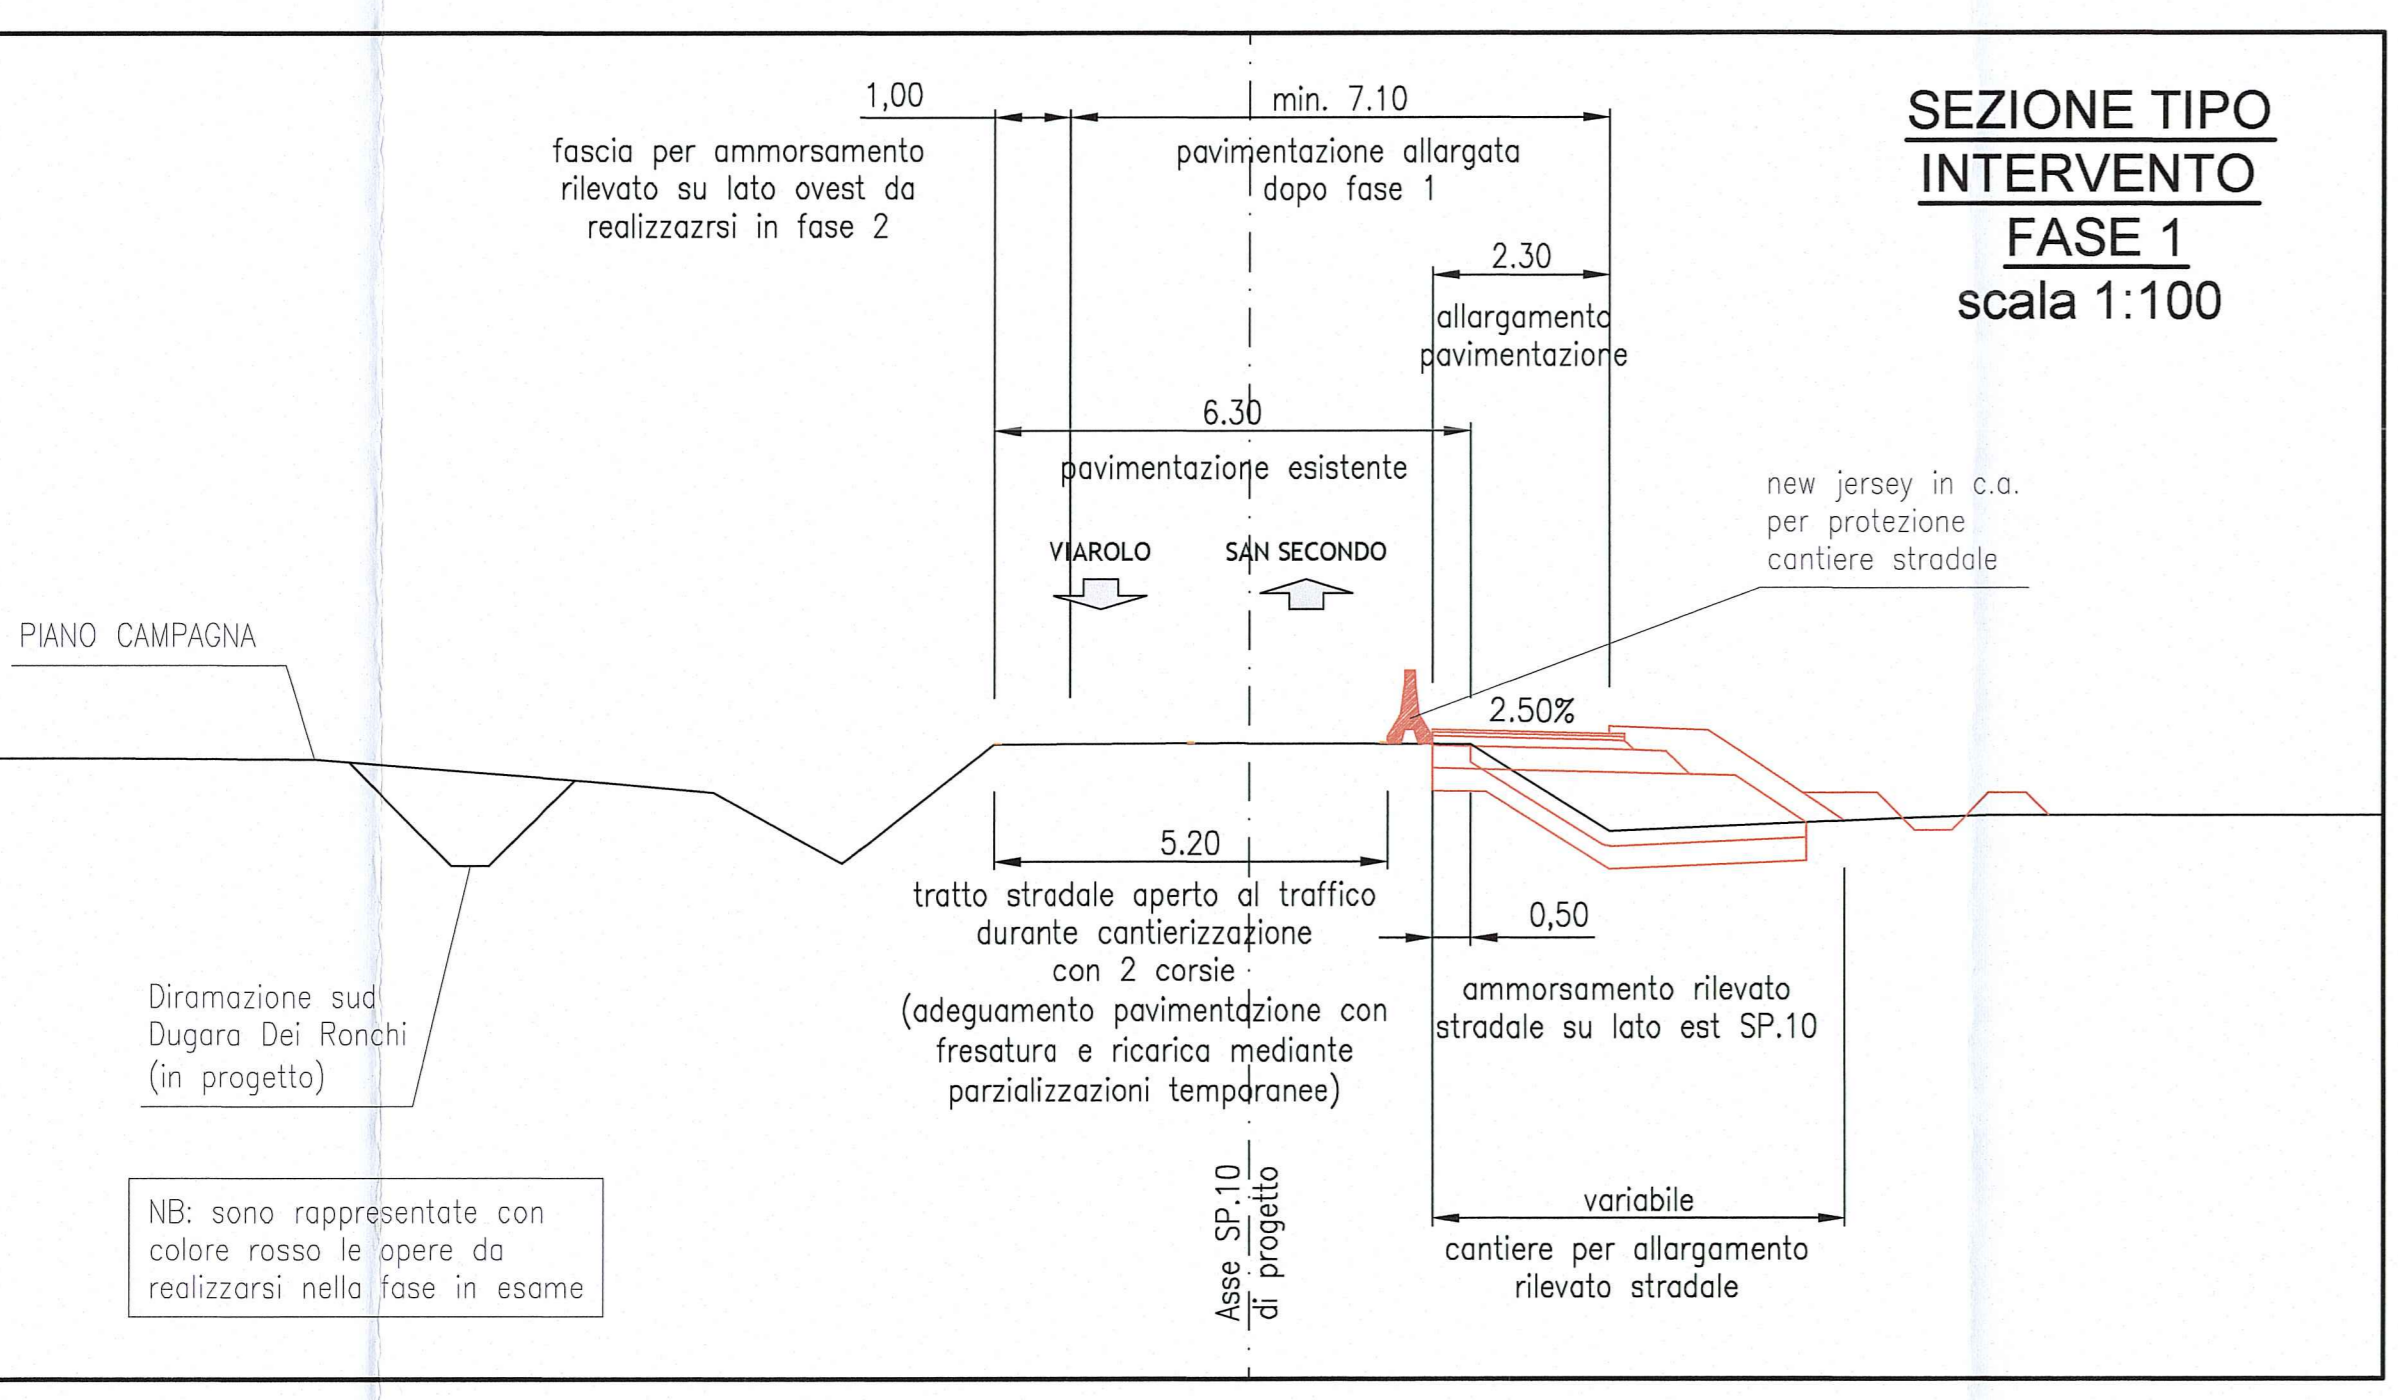 SEZIONE TIPO
INTERVENTO
FASE 1
scala 1:100
1,00
fascia per ammorsamento
rilevato su lato ovest da
realizzazrsi in fase 2
min. 7.10
pavimentazione allargata
dopo fase 1
2.30
allargamento
pavimentazione
6.30
pavimentazione esistente
VIAROLO
SAN SECONDO
new jersey in c.a.
per protezione
cantiere stradale
PIANO CAMPAGNA
2.50%
5.20
tratto stradale aperto al traffico
durante cantierizzazione
con 2 corsie
(adeguamento pavimentazione con
fresatura e ricarica mediante
parzializzazioni temporanee)
0,50
ammorsamento rilevato
stradale su lato est SP.10
Diramazione sud
Dugara Dei Ronchi
(in progetto)
variabile
cantiere per allargamento
rilevato stradale
Asse SP.10
di progetto
NB: sono rappresentate con
colore rosso le opere da
realizzarsi nella fase in esame